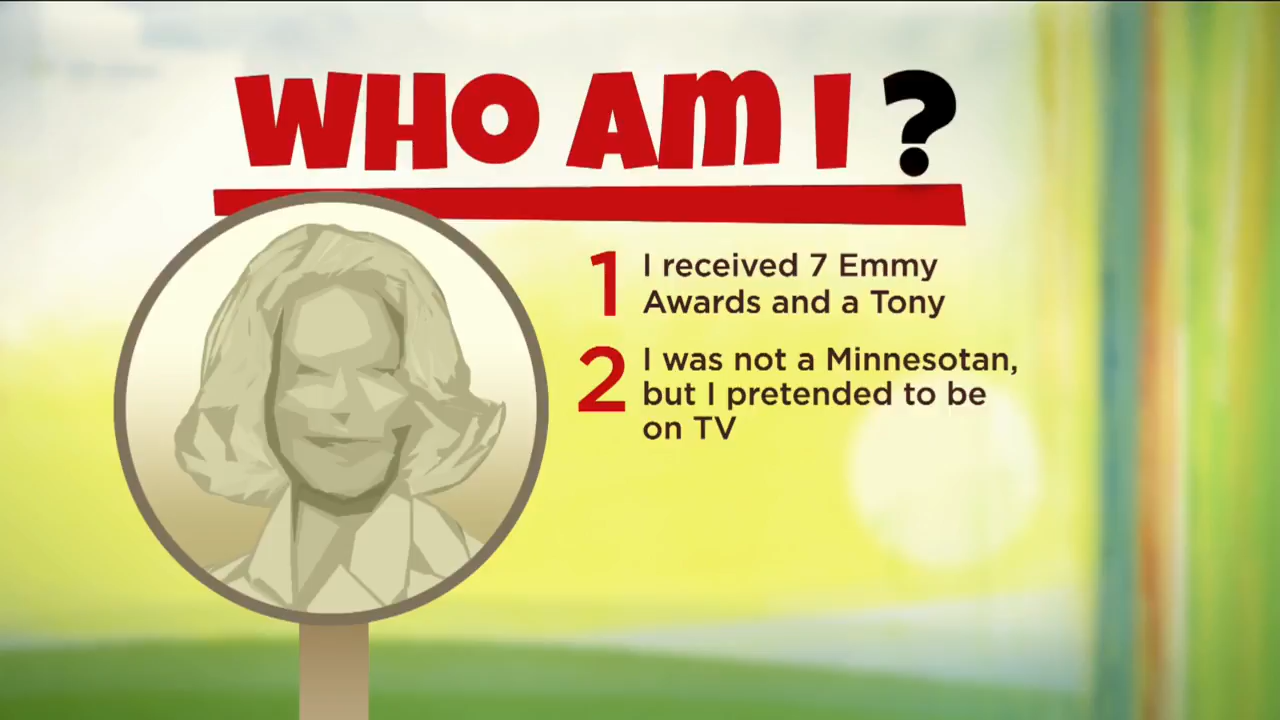 WHO AM I ?
1 I received 7 Emmy
Awards and a Tony
2 I was not a Minnesotan,
but I pretended to be
on TV